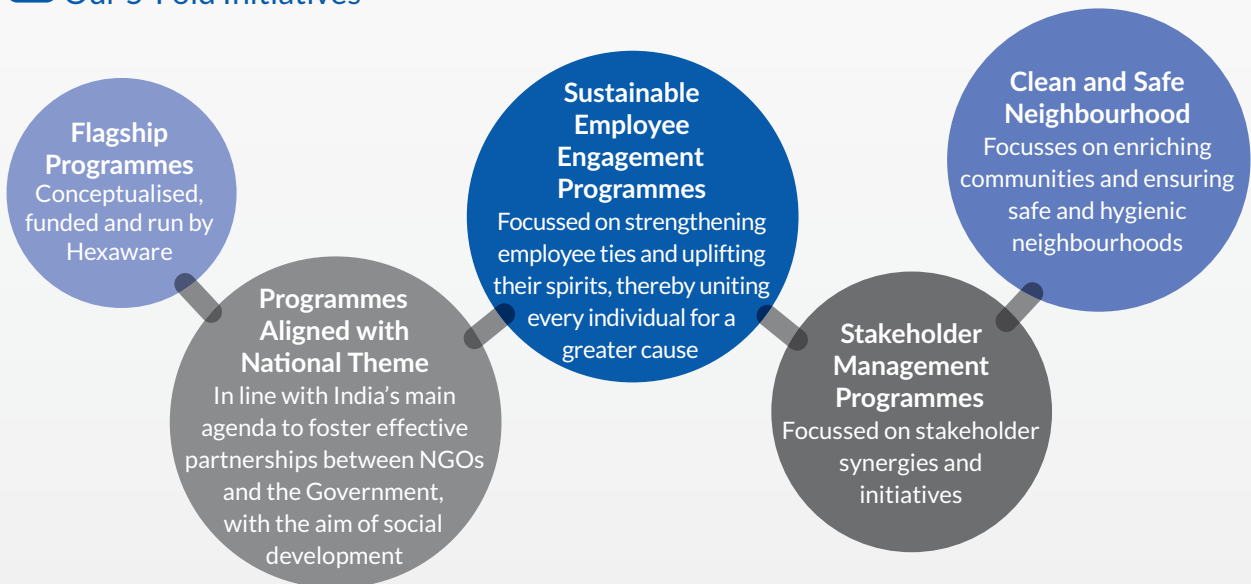 Our 5-Fold Initiatives
Flagship
Programmes
Conceptualised,
funded and run by
Hexaware
Programmes
Aligned with
National Theme
In line with India's main
agenda to foster effective
partnerships between NGOs
and the Government,
with the aim of social
development
Sustainable
Employee
Engagement
Programmes
Focussed on strengthening
employee ties and uplifting
their spirits, thereby uniting
every individual for a
greater cause
Stakeholder
Management
Programmes
Focussed on stakeholder
synergies and
initiatives
Clean and Safe
Neighbourhood
Focusses on enriching
communities and ensuring
safe and hygienic
neighbourhoods